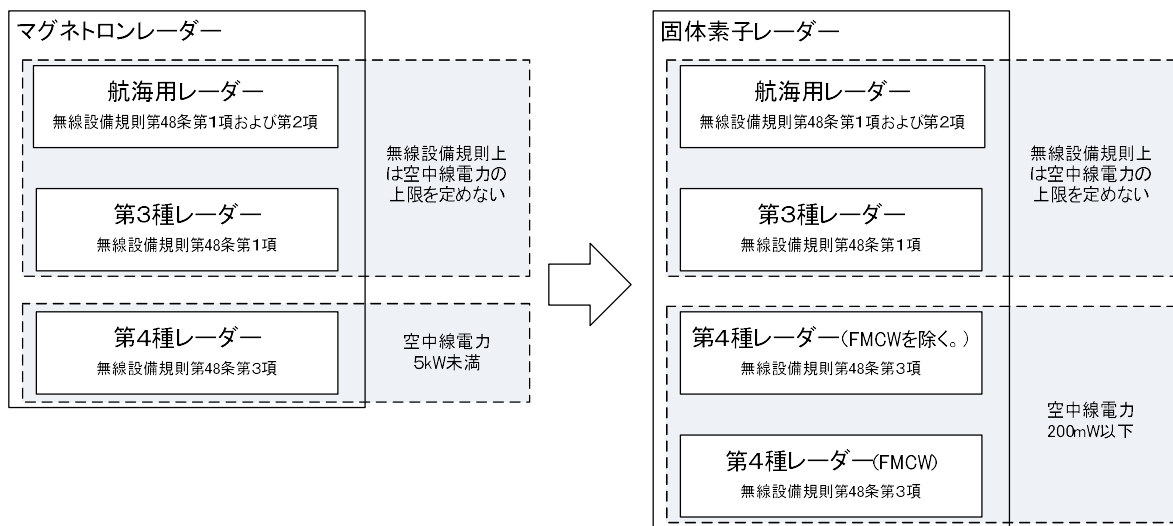 マグネトロンレーダー
航海用レーダー
無線設備規則第48条第1項および第2項
第3種レーダー
無線設備規則第48条第1項
無線設備規則上
は空中線電力の
上限を定めない
第4種レーダー
無線設備規則第48条第3項
空中線電力
5kW未満
固体素子レーダー
航海用レーダー
無線設備規則第48条第1項および第2項
第3種レーダー
無線設備規則第48条第1項
無線設備規則上
は空中線電力の
上限を定めない
第4種レーダー(FMCWを除く。)
無線設備規則第48条第3項
第4種レーダー(FMCW)
無線設備規則第48条第3項
空中線電力
200mW以下